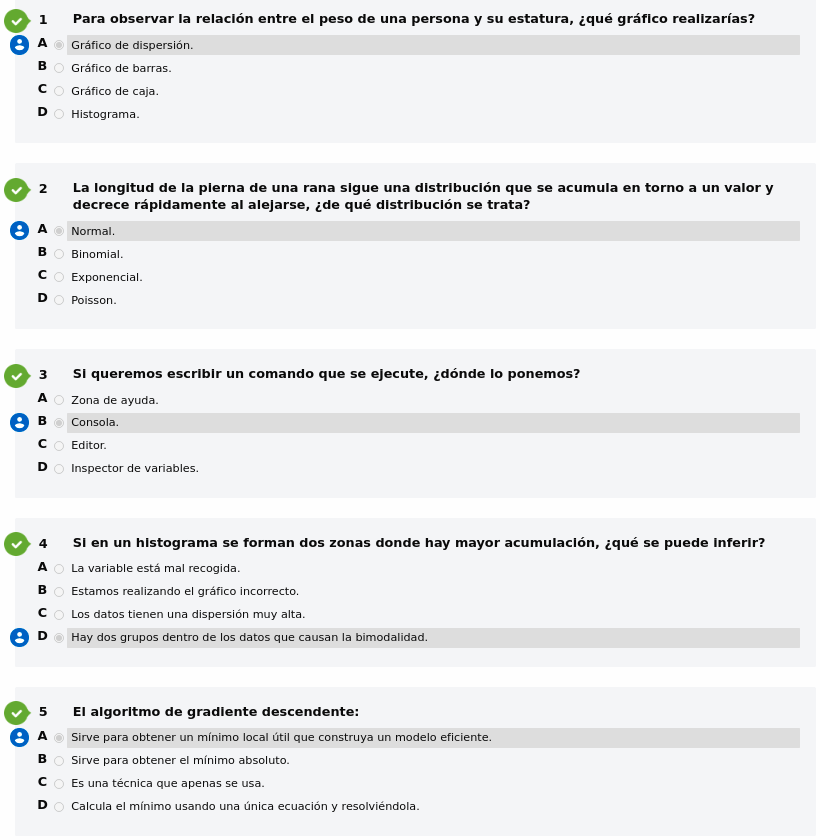 1 Para observar la relación entre el peso de una persona y su estatura, ¿qué gráfico realizarías?
A Gráfico de dispersión.
B Gráfico de barras.
C Gráfico de caja.
D Histograma.
2 La longitud de la pierna de una rana sigue una distribución que se acumula en torno a un valor y
decrece rápidamente al alejarse, ¿de qué distribución se trata?
A Normal.
B Binomial.
C Exponencial.
D Poisson.
3 Si queremos escribir un comando que se ejecute, ¿dónde lo ponemos?
A Zona de ayuda.
B Consola.
C Editor.
D Inspector de variables.
4 Si en un histograma se forman dos zonas donde hay mayor acumulación, ¿qué se puede inferir?
A La variable está mal recogida.
B Estamos realizando el gráfico incorrecto.
C Los datos tienen una dispersión muy alta.
D Hay dos grupos dentro de los datos que causan la bimodalidad.
5 El algoritmo de gradiente descendente:
A Sirve para obtener un mínimo local útil que construya un modelo eficiente.
B Sirve para obtener el mínimo absoluto.
C Es una técnica que apenas se usa.
D Calcula el mínimo usando una única ecuación y resolviéndola.